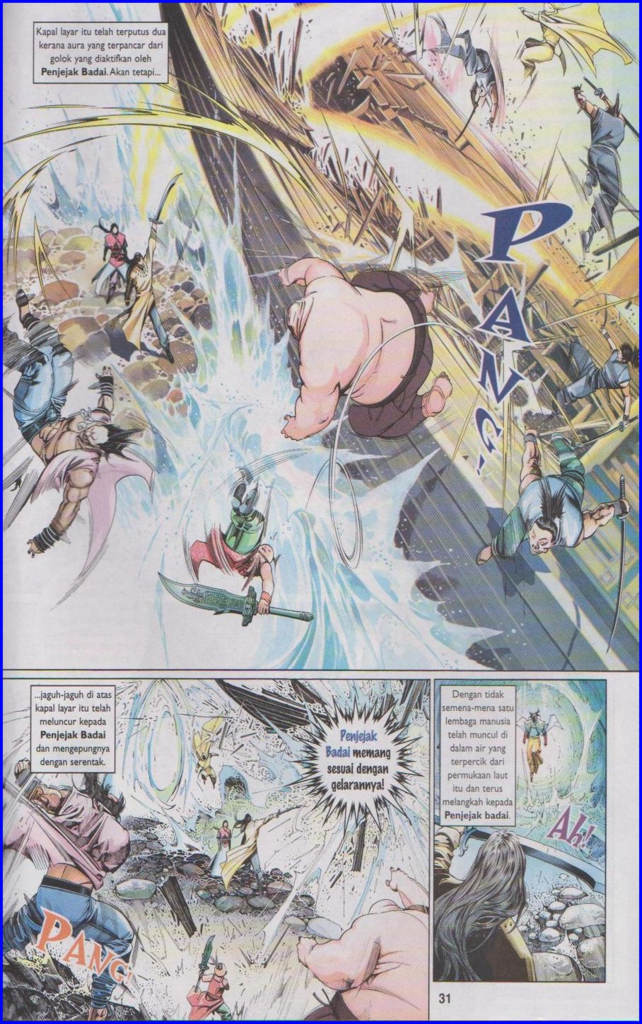 Kapal layar itu telah terputus dua
kerana aura yang terpancar dari
golok yang diaktifkan oleh
Penjejak Badai. Akan tetapi...
PANG!
...jaguh-jaguh di atas
kapal layar itu telah
meluncur kepada
Penjejak Badai
dan mengepungnya
dengan serentak.
Penjejak
Badai memang
sesuai dengan
gelarannya!
PANG!
Dengan tidak
semena-mena satu
lembaga manusia
telah muncul di
dalam air yang
terpercik dari
permukaan laut
itu dan terus
melangkah kepada
Penjejak badai.
Ah!
31